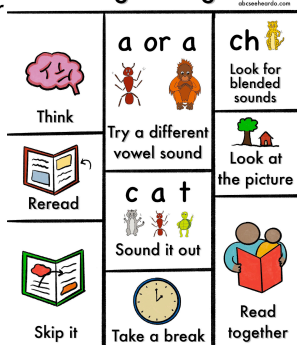 abcseeheardo.com
Think
Reread
Skip it
a or a
Try a different
vowel sound
c a t
Sound it out
Take a break
ch
Look for
blended
sounds
Look at
the picture
Read
together